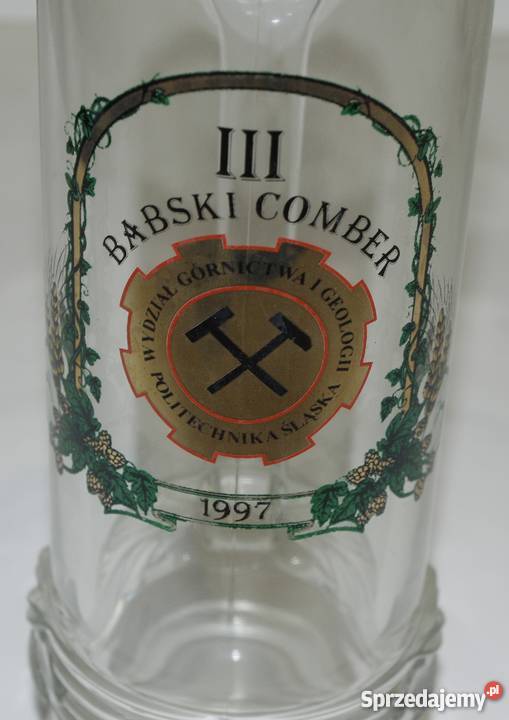 III
BABSKI COMBER
WYDZIAŁ GÓRNICTWA I GEOLOGII
POLITECHNIKA ŚLĄSKA
1997
Sprzedajemy.pl